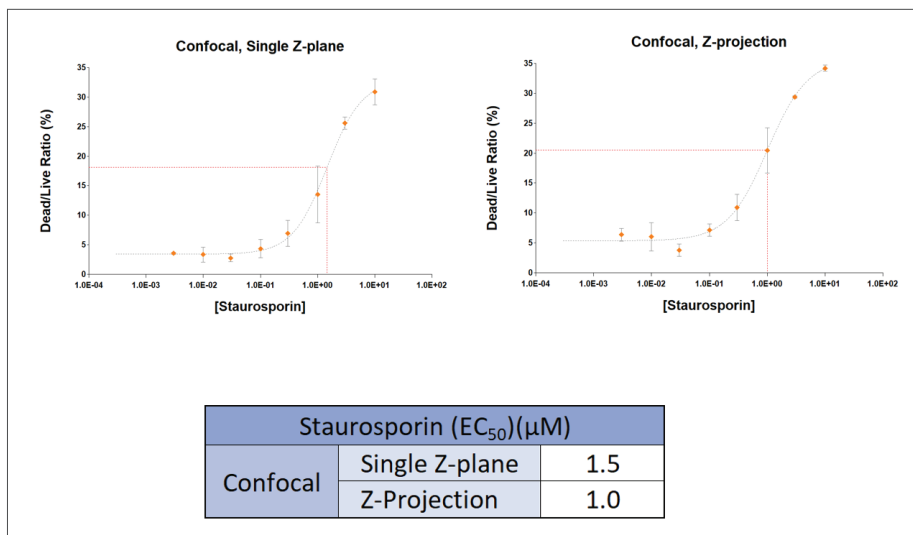 Confocal, Single Z-plane
Dead/Live Ratio (%)
35
30
25
20
15
10
5
0
1.0E-04 1.0E-03 1.0E-02 1.0E-01 1.0E+00 1.0E+01 1.0E+02
[Staurosporin]
Confocal, Z-projection
Dead/Live Ratio (%)
35
30
25
20
15
10
5
0
1.0E-04 1.0E-03 1.0E-02 1.0E-01 1.0E+00 1.0E+01 1.0E+02
[Staurosporin]
Staurosporin (EC₅₀)(µM)
Confocal
Single Z-plane 1.5
Z-Projection 1.0